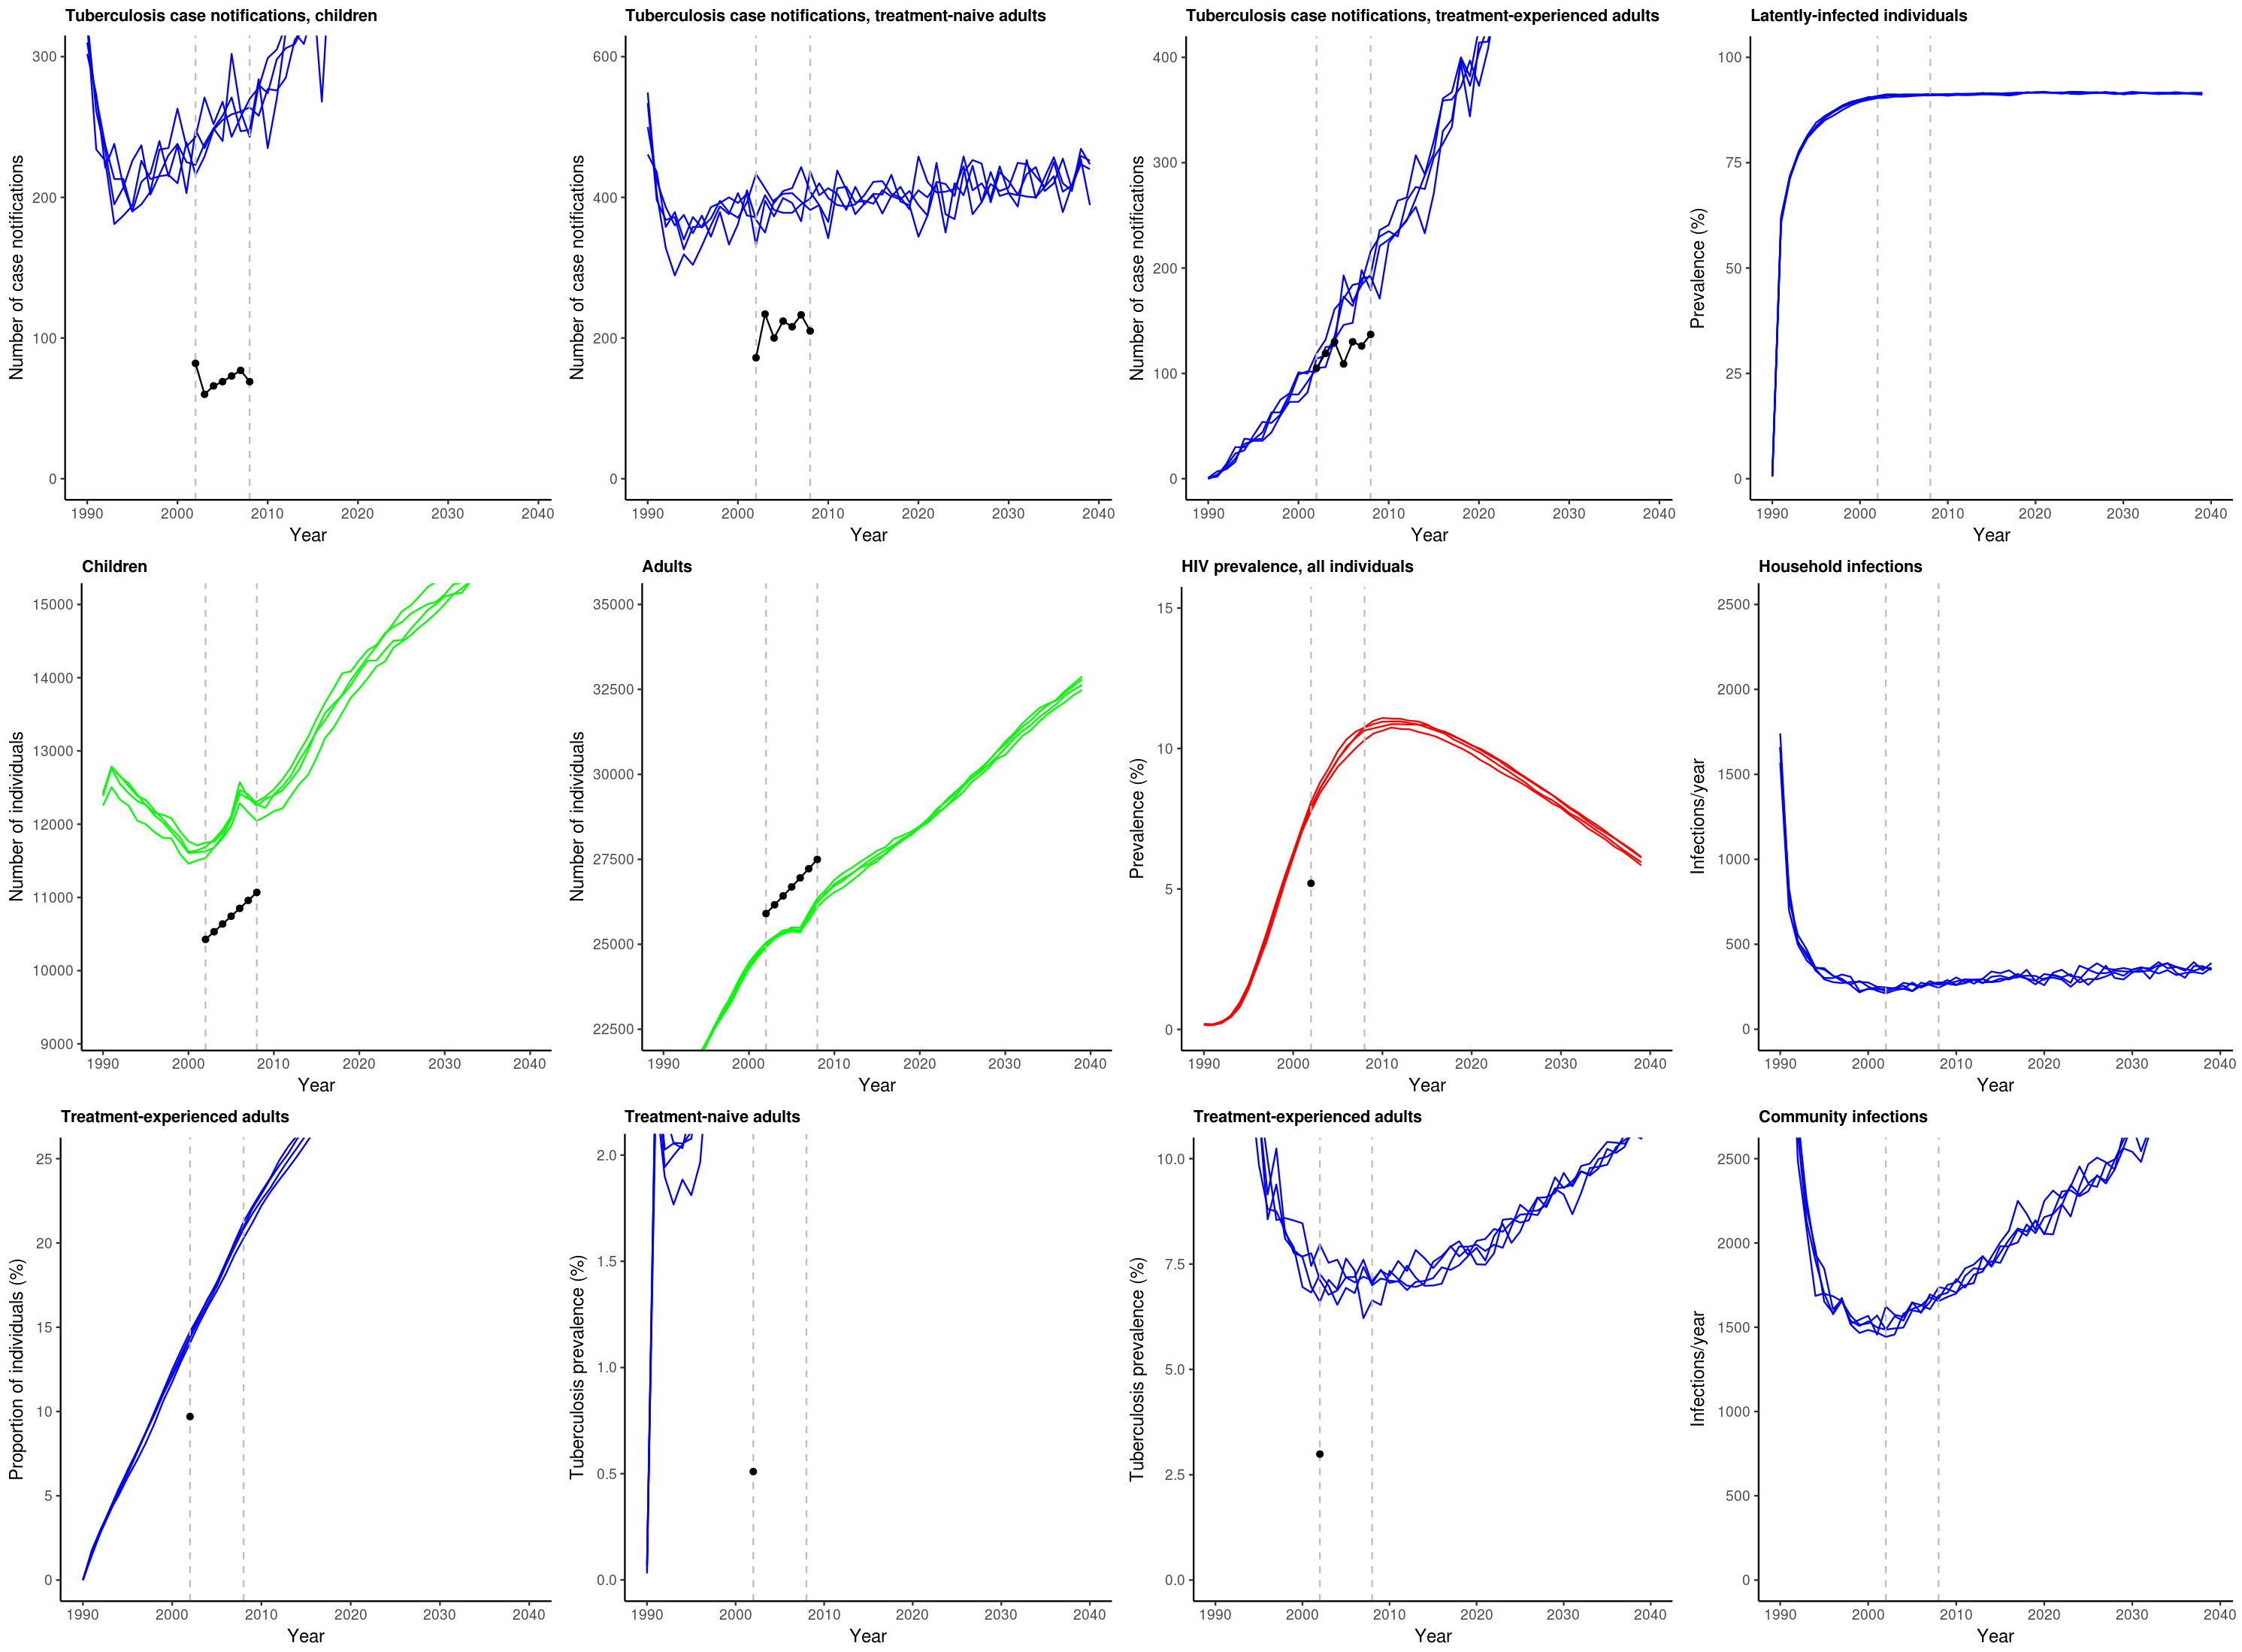 Tuberculosis case notifications, children
Number of case notifications
300
200
100
0
1990 2000 2010 2020 2030 2040
Year
Tuberculosis case notifications, treatment-naive adults
Number of case notifications
600
400
200
0
1990 2000 2010 2020 2030 2040
Year
Tuberculosis case notifications, treatment-experienced adults
Number of case notifications
400
300
200
100
0
1990 2000 2010 2020 2030 2040
Year
Latently-infected individuals
Prevalence (%)
100
75
50
25
0
1990 2000 2010 2020 2030 2040
Year
Children
Number of individuals
15000
14000
13000
12000
11000
10000
9000
1990 2000 2010 2020 2030 2040
Year
Adults
Number of individuals
35000
32500
30000
27500
25000
22500
1990 2000 2010 2020 2030 2040
Year
HIV prevalence, all individuals
Prevalence (%)
15
10
5
0
1990 2000 2010 2020 2030 2040
Year
Household infections
Infections/year
2500
2000
1500
1000
500
0
1990 2000 2010 2020 2030 2040
Year
Treatment-experienced adults
Proportion of individuals (%)
25
20
15
10
5
0
1990 2000 2010 2020 2030 2040
Year
Treatment-naive adults
Tuberculosis prevalence (%)
2.0
1.5
1.0
0.5
0.0
1990 2000 2010 2020 2030 2040
Year
Treatment-experienced adults
Tuberculosis prevalence (%)
10.0
7.5
5.0
2.5
0.0
1990 2000 2010 2020 2030 2040
Year
Community infections
Infections/year
2500
2000
1500
1000
500
0
1990 2000 2010 2020 2030 2040
Year